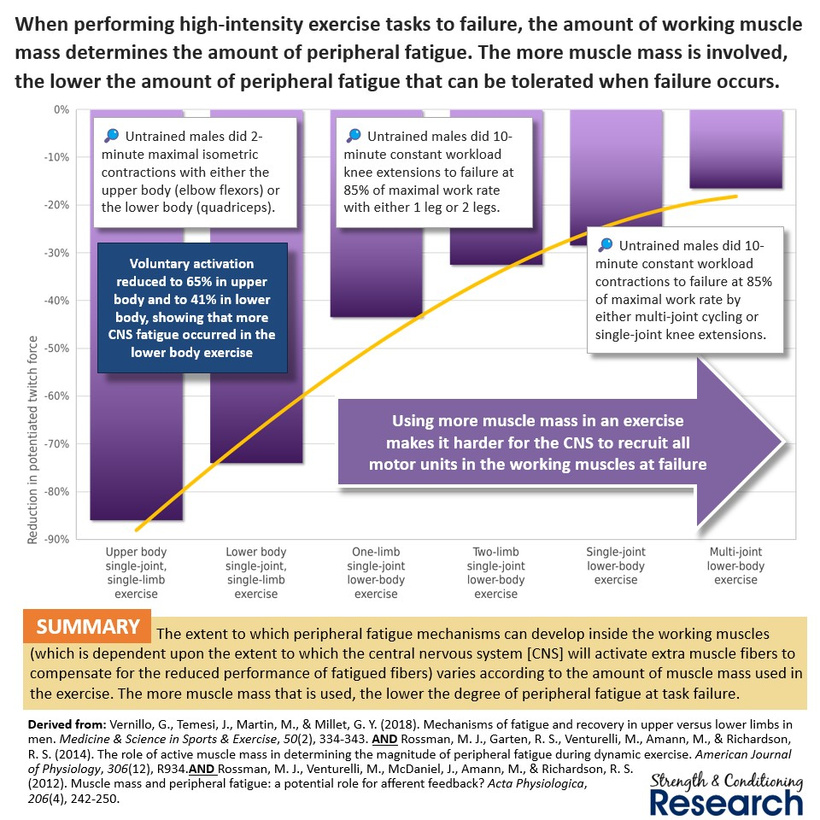 When performing high-intensity exercise tasks to failure, the amount of working muscle
mass determines the amount of peripheral fatigue. The more muscle mass is involved,
the lower the amount of peripheral fatigue that can be tolerated when failure occurs.
0%
-10%
-20%
-30%
-40%
-50%
-60%
-70%
-80%
-90%
Reduction in potentiated twitch force
Untrained males did 2-
minute maximal isometric
contractions with either the
upper body (elbow flexors) or
the lower body (quadriceps).
Voluntary activation
reduced to 65% in upper
body and to 41% in lower
body, showing that more
CNS fatigue occurred in the
lower body exercise
Untrained males did 10-
minute constant workload
knee extensions to failure at
85% of maximal work rate
with either 1 leg or 2 legs.
Untrained males did 10-
minute constant workload
contractions to failure at 85%
of maximal work rate by
either multi-joint cycling or
single-joint knee extensions.
Using more muscle mass in an exercise
makes it harder for the CNS to recruit all
motor units in the working muscles at failure
Upper body
single-joint,
single-limb
exercise
Lower body
single-joint,
single-limb
exercise
One-limb
single-joint
lower-body
exercise
Two-limb
single-joint
lower-body
exercise
Single-joint
lower-body
exercise
Multi-joint
lower-body
exercise
SUMMARY
The extent to which peripheral fatigue mechanisms can develop inside the working muscles
(which is dependent upon the extent to which the central nervous system [CNS] will activate extra muscle fibers to
compensate for the reduced performance of fatigued fibers) varies according to the amount of muscle mass used in
the exercise. The more muscle mass that is used, the lower the degree of peripheral fatigue at task failure.
Derived from: Vernillo, G., Temesi, J., Martin, M., & Millet, G. Y. (2018). Mechanisms of fatigue and recovery in upper versus lower limbs in
men. Medicine & Science in Sports & Exercise, 50(2), 334-343. AND Rossman, M. J., Garten, R. S., Venturelli, M., Amann, M., & Richardson,
R. S. (2014). The role of active muscle mass in determining the magnitude of peripheral fatigue during dynamic exercise. American Journal
of Physiology, 306(12), R934.AND Rossman, M. J., Venturelli, M., McDaniel, J., Amann, M., & Richardson, R. S.
(2012). Muscle mass and peripheral fatigue: a potential role for afferent feedback? Acta Physiologica,
206(4), 242-250.
Strength & Conditioning
Research